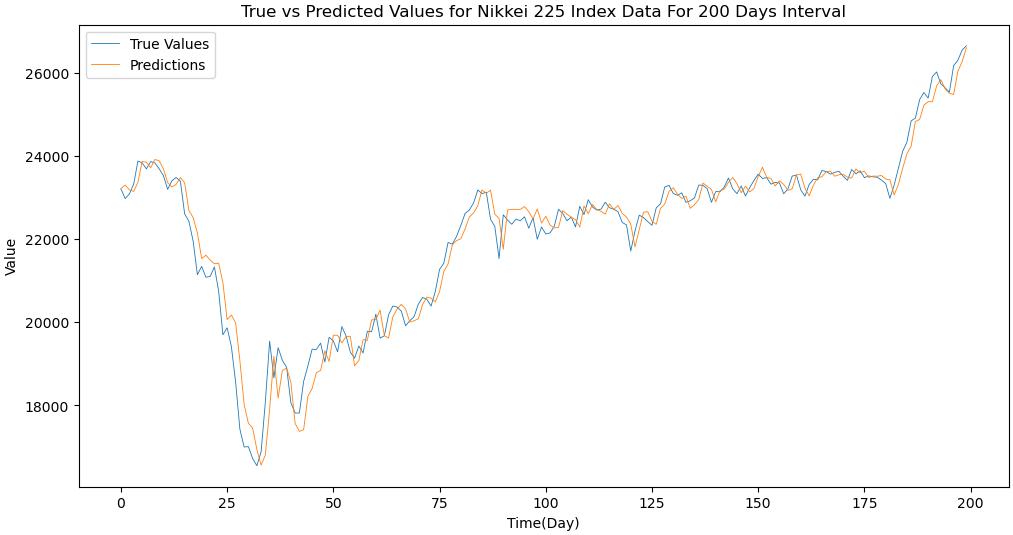 True vs Predicted Values for Nikkei 225 Index Data For 200 Days Interval
True Values
Predictions
26000
24000
22000
20000
18000
Value
0 25 50 75 100 125 150 175 200
Time(Day)